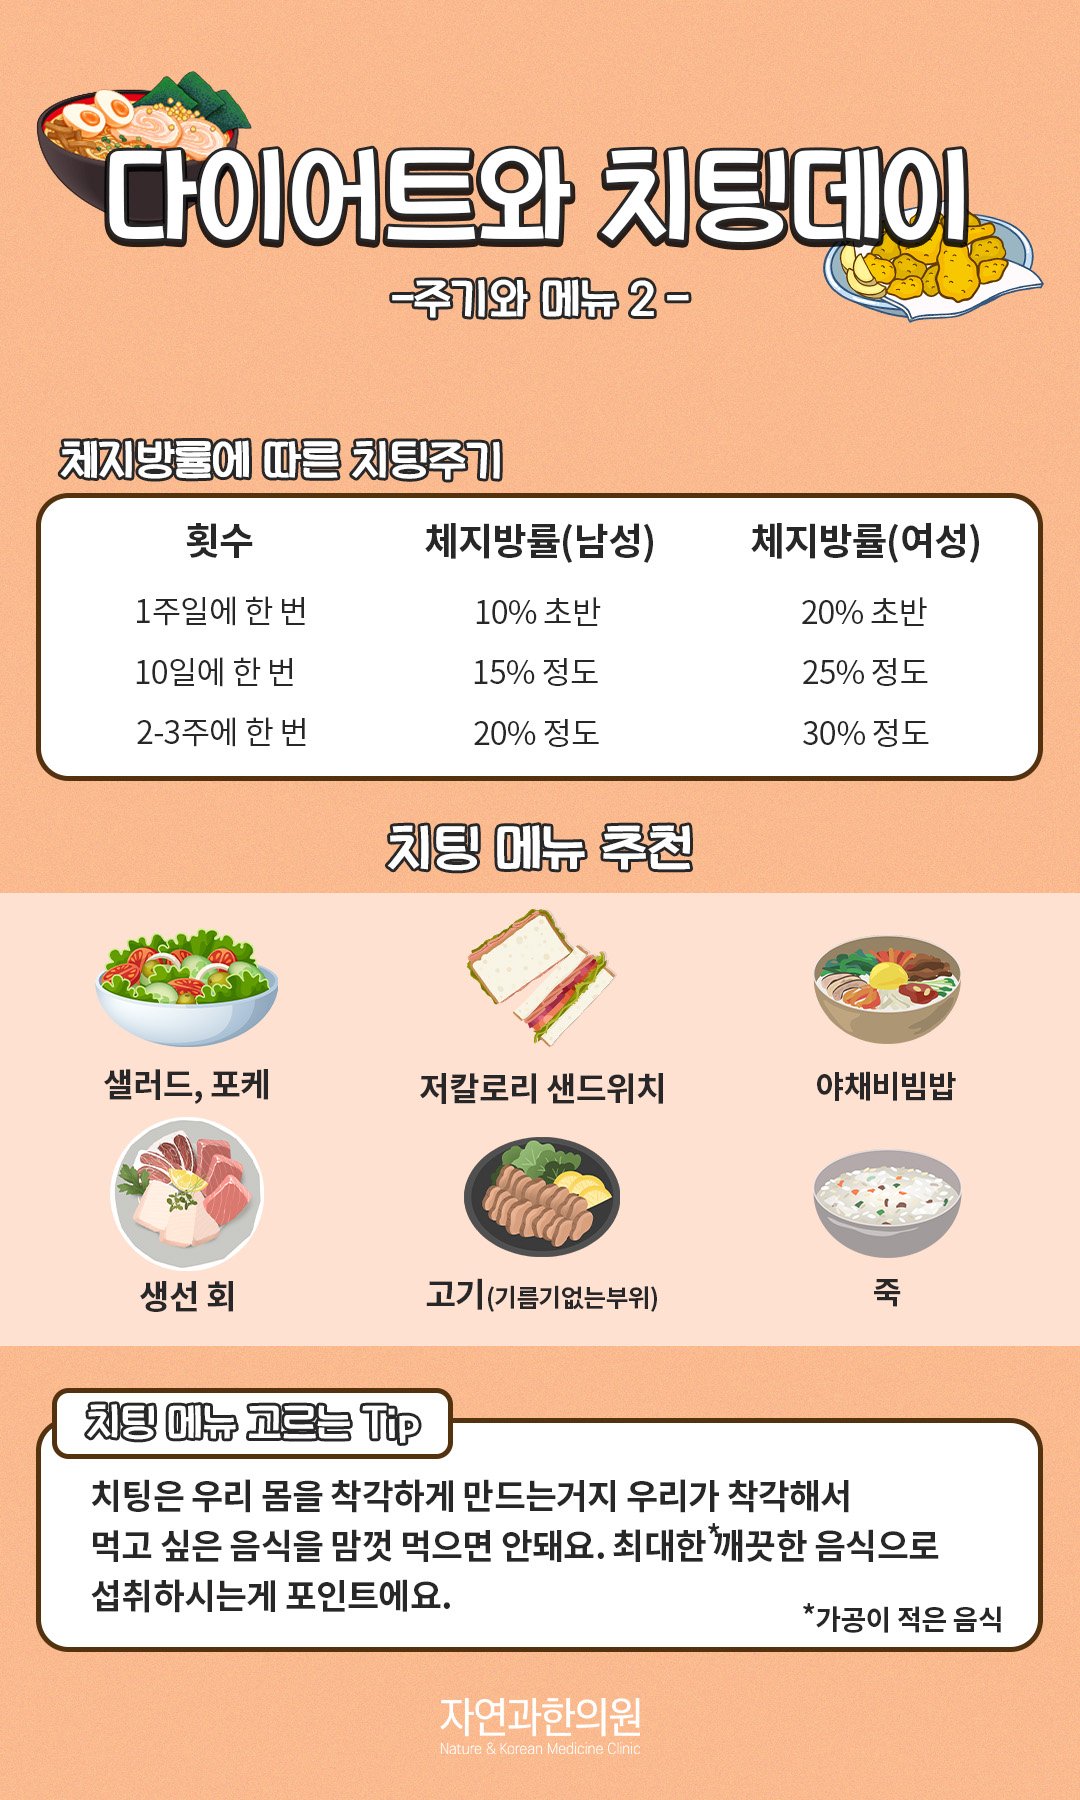 다이어트와 치팅데이
-주기와 메뉴 2 -
체지방률에 따른 치팅주기
횟수 체지방률(남성) 체지방률(여성)
1주일에 한 번 10% 초반 20% 초반
10일에 한 번 15% 정도 25% 정도
2-3주에 한 번 20% 정도 30% 정도
치팅 메뉴 추천
샐러드, 포케 저칼로리 샌드위치 야채비빔밥
생선 회 고기(기름기없는부위) 죽
치팅 메뉴 고르는 Tip
치팅은 우리 몸을 착각하게 만드는거지 우리가 착각해서
먹고 싶은 음식을 맘껏 먹으면 안돼요. 최대한*깨끗한 음식으로
섭취하시는게 포인트에요.
*가공이 적은 음식
자연과한의원
Nature & Korean Medicine Clinic